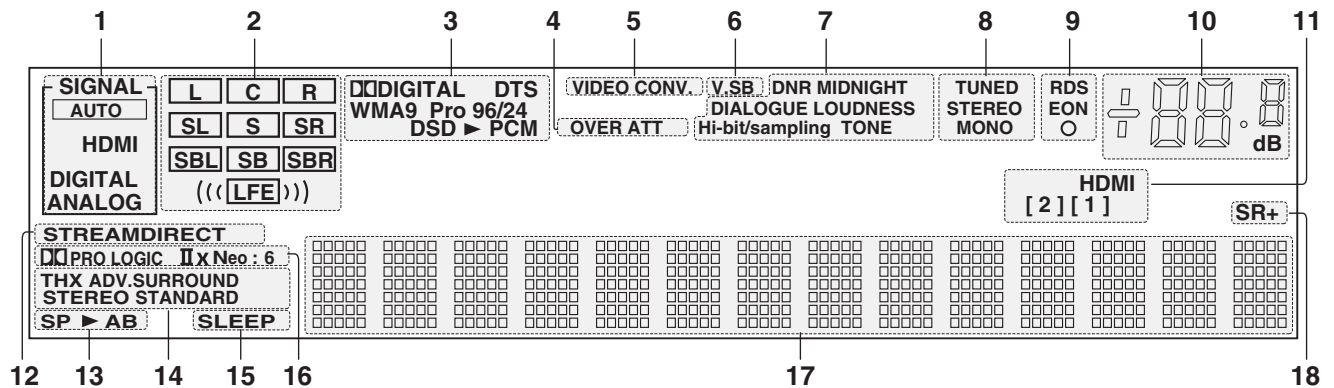 1 2 3 4 5 6 7 8 9 10 11
SIGNAL
AUTO
HDMI
DIGITAL
ANALOG
L C R
SL S SR
SBL SB SBR
((( LFE )))
DIGITAL DTS
WMA9 Pro 96/24
DSD ► PCM
VIDEO CONV.
OVER ATT
V.SB DNR MIDNIGHT
DIALOGUE LOUDNESS
Hi-bit/sampling TONE
TUNED
STEREO
MONO
RDS
EON
+88.8
dB
HDMI
[ 2 ] [ 1 ]
SR+
STREAMDIRECT
PRO LOGIC IIx Neo : 6
THX ADV.SURROUND
STEREO STANDARD
SP ► AB SLEEP
12 13 14 15 16 17 18